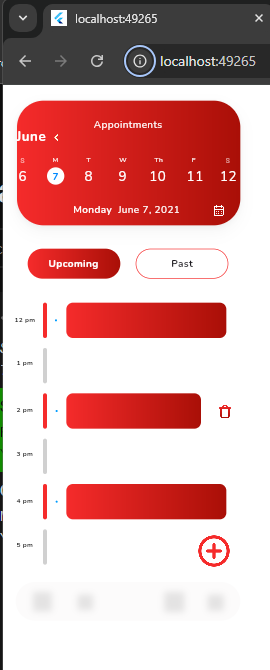 localhost:49265
localhost:49265
Appointments
June
S M T W T F S
6 7 8 9 10 11 12
Monday June 7, 2021
Upcoming Past
12 pm
1 pm
2 pm
3 pm
4 pm
5 pm